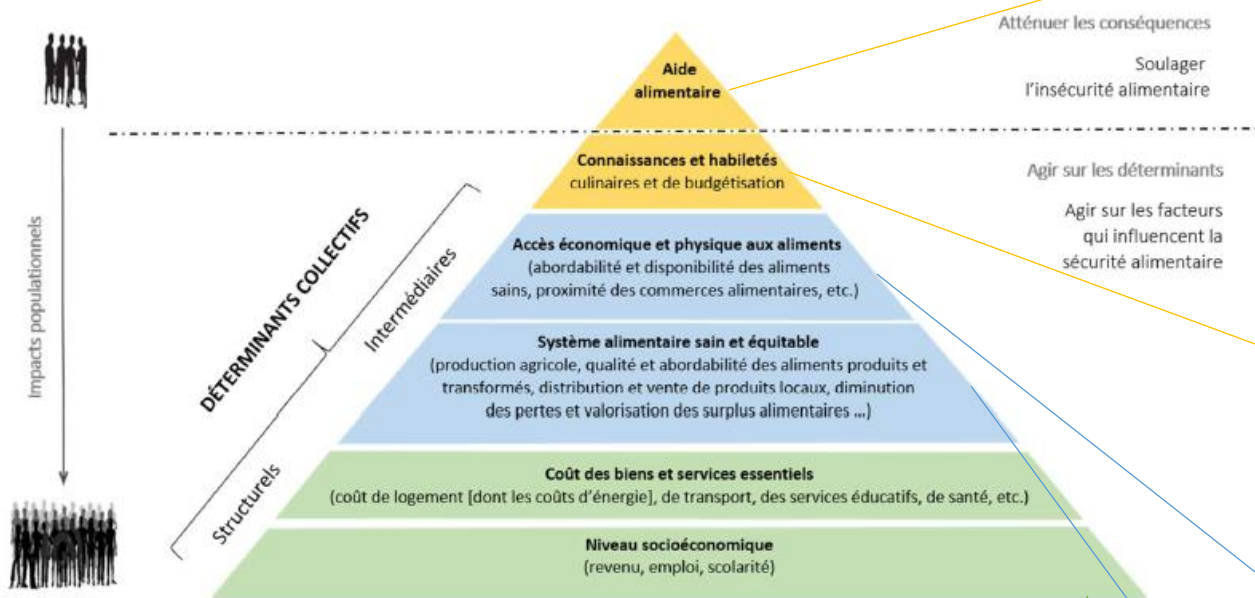 Atténuer les conséquences
Soulager
l'insécurité alimentaire
Aide
alimentaire
Connaissances et habiletés
culinaires et de budgétisation
Agir sur les déterminants
Agir sur les facteurs
qui influencent la
sécurité alimentaire
Impacts populationnels
DÉTERMINANTS COLLECTIFS
Intermédiaires
Structurels
Accès économique et physique aux aliments
(abordabilité et disponibilité des aliments
sains, proximité des commerces alimentaires, etc.)
Système alimentaire sain et équitable
(production agricole, qualité et abordabilité des aliments produits et
transformés, distribution et vente de produits locaux, diminution
des pertes et valorisation des surplus alimentaires ...)
Coût des biens et services essentiels
(coût de logement [dont les coûts d'énergie], de transport, des services éducatifs, de santé, etc.)
Niveau socioéconomique
(revenu, emploi, scolarité)